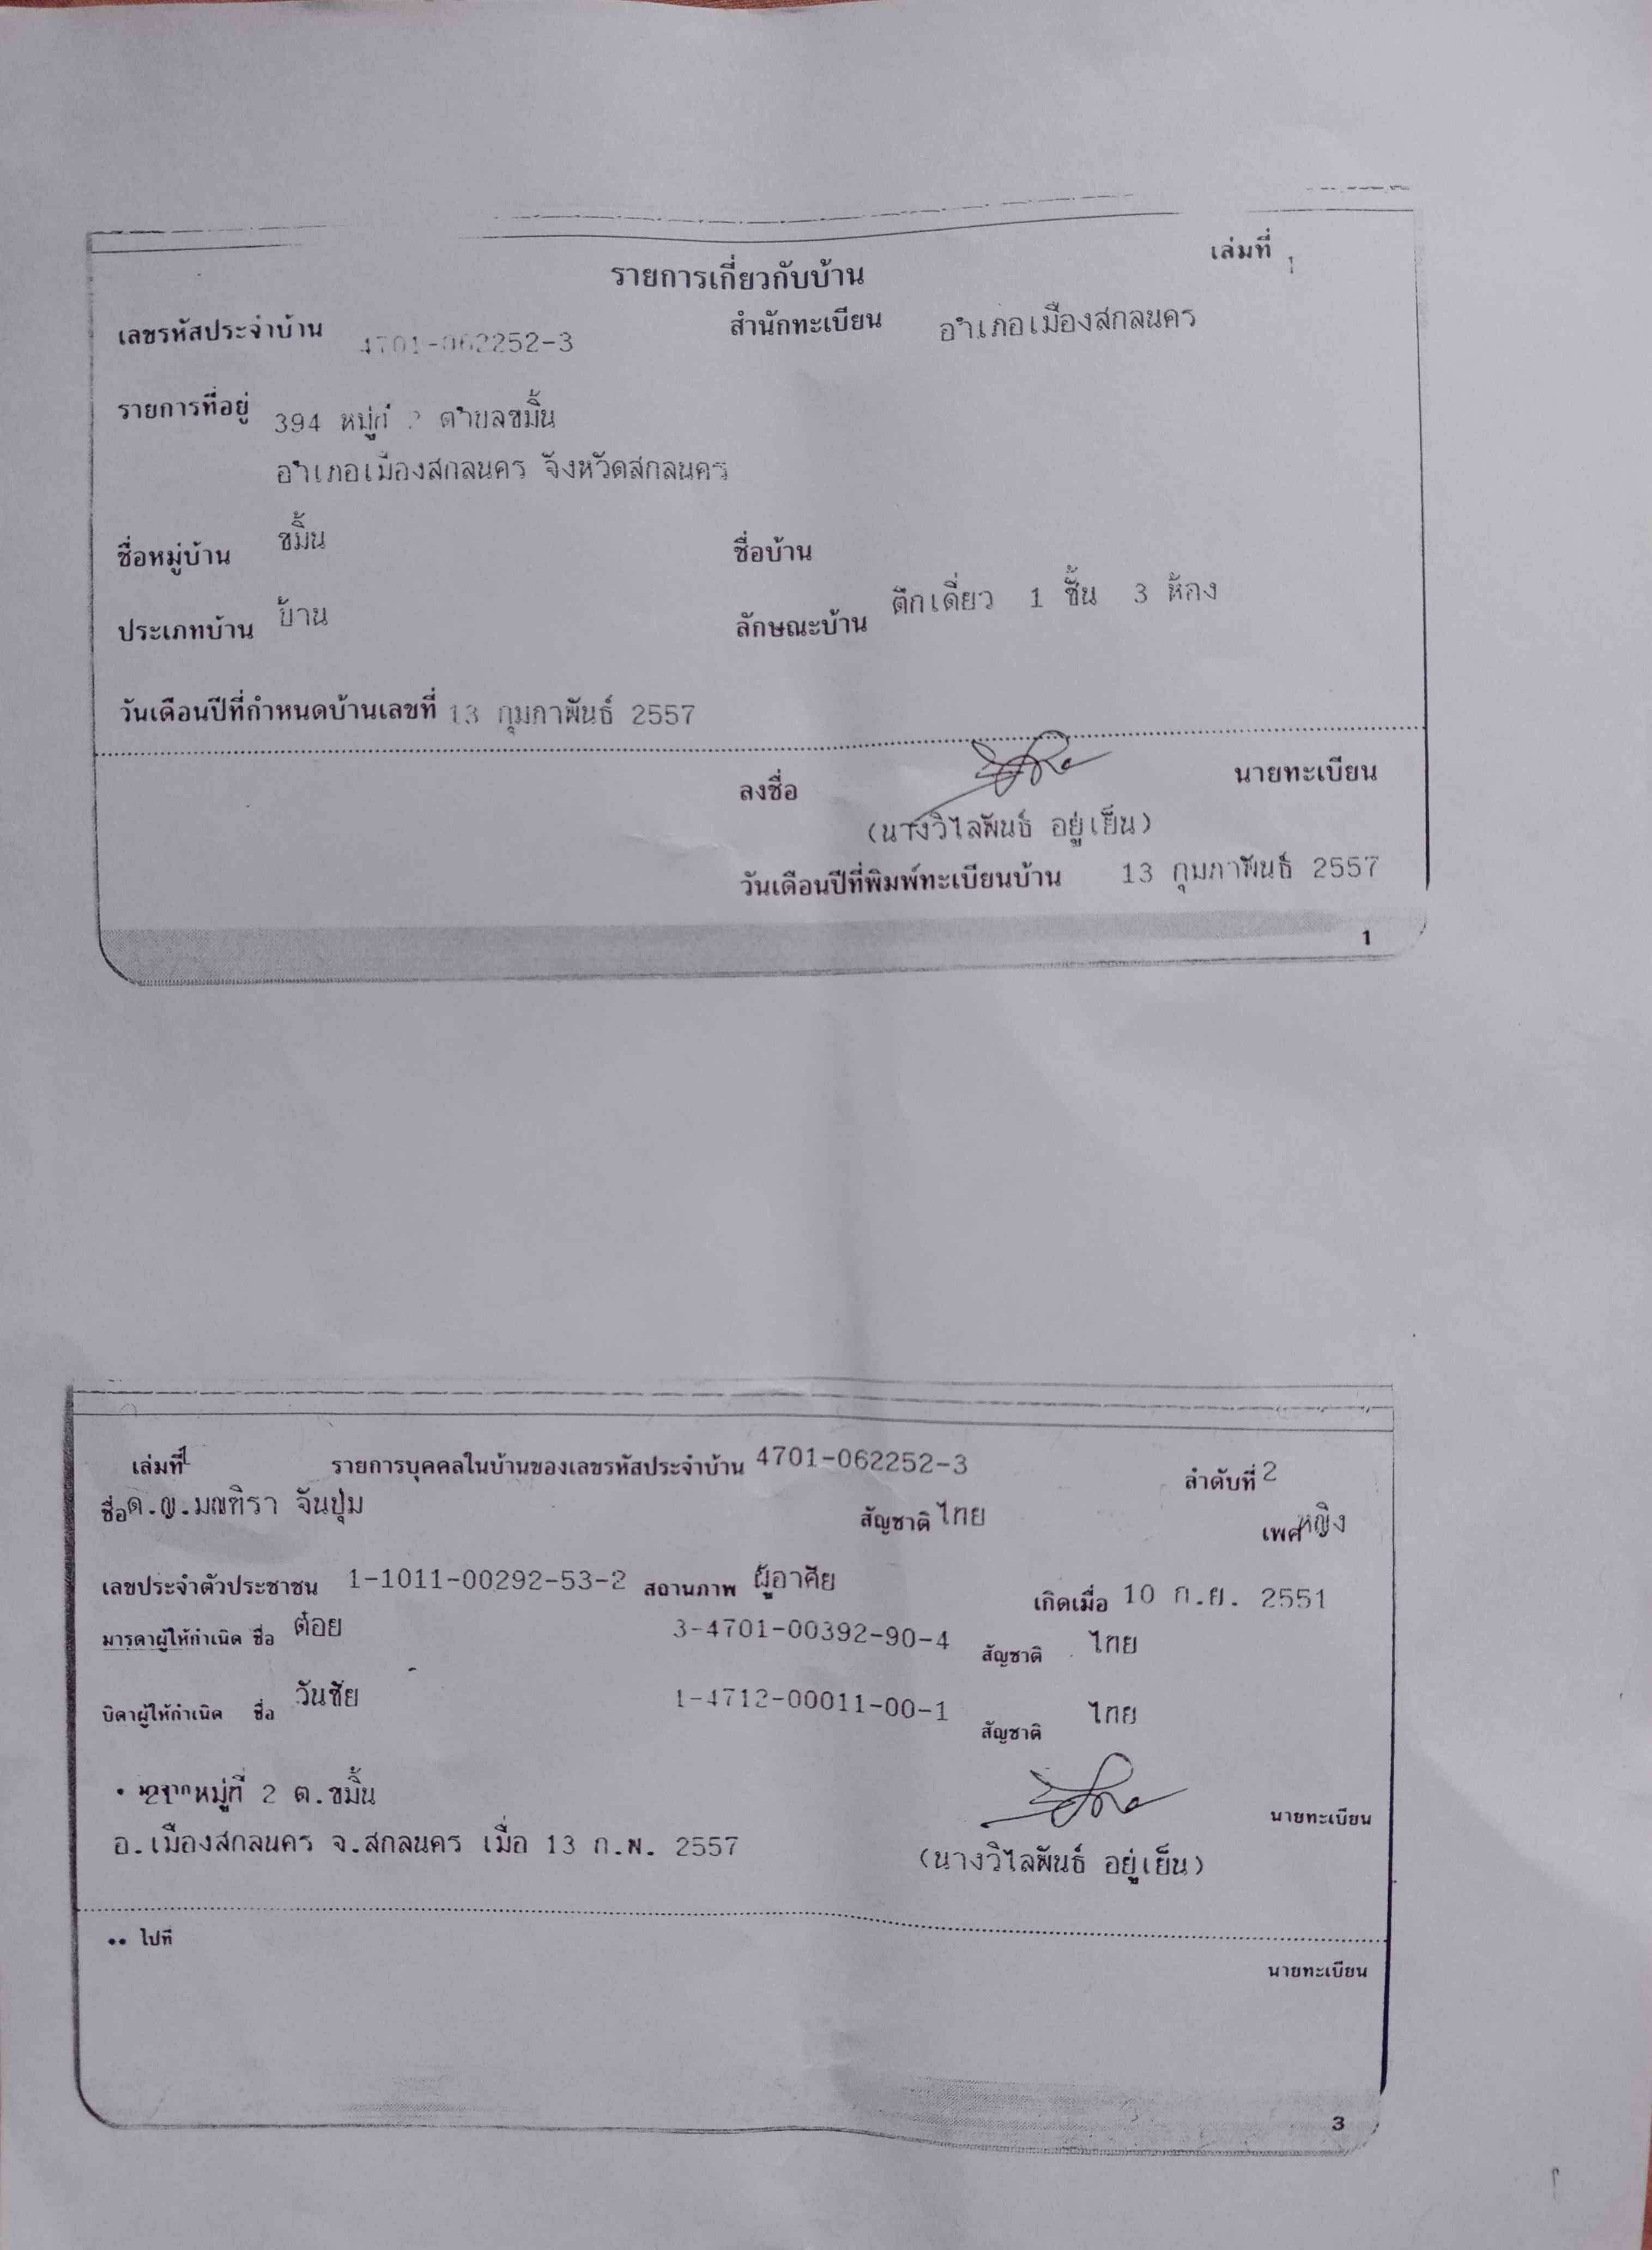 เล่มที่ 1
รายการเกี่ยวกับบ้าน
เลขรหัสประจำบ้าน 4701-062252-3 สำนักทะเบียน อำเภอเมืองสกลนคร
รายการที่อยู่ 394 หมู่ที่ 2 ตำบลขมิ้น
อำเภอเมืองสกลนคร จังหวัดสกลนคร
ชื่อหมู่บ้าน ขมิ้น ชื่อบ้าน
ประเภทบ้าน บ้าน ลักษณะบ้าน ตึกเดี่ยว 1 ชั้น 3 ห้อง
วันเดือนปีที่กำหนดบ้านเลขที่ 13 กุมภาพันธ์ 2557
ลงชื่อ นายทะเบียน
(นางวิไลพันธ์ อยู่เย็น)
วันเดือนปีที่พิมพ์ทะเบียนบ้าน 13 กุมภาพันธ์ 2557
1
เล่มที่ 1 รายการบุคคลในบ้านของเลขรหัสประจำบ้าน 4701-062252-3 ลำดับที่ 2
ชื่อ ด.ญ.มณฑิรา จันปุ่ม สัญชาติ ไทย เพศ หญิง
เลขประจำตัวประชาชน 1-1011-00292-53-2 สถานภาพ ผู้อาศัย เกิดเมื่อ 10 ก.ย. 2551
มารดาผู้ให้กำเนิด ชื่อ ต๋อย 3-4701-00392-90-4 สัญชาติ ไทย
บิดาผู้ให้กำเนิด ชื่อ วันชัย 1-4712-00011-00-1 สัญชาติ ไทย
* มาจาก หมู่ที่ 2 ต.ขมิ้น
อ.เมืองสกลนคร จ.สกลนคร เมื่อ 13 ก.พ. 2557 นายทะเบียน
(นางวิไลพันธ์ อยู่เย็น)
** ไปที่
นายทะเบียน
3